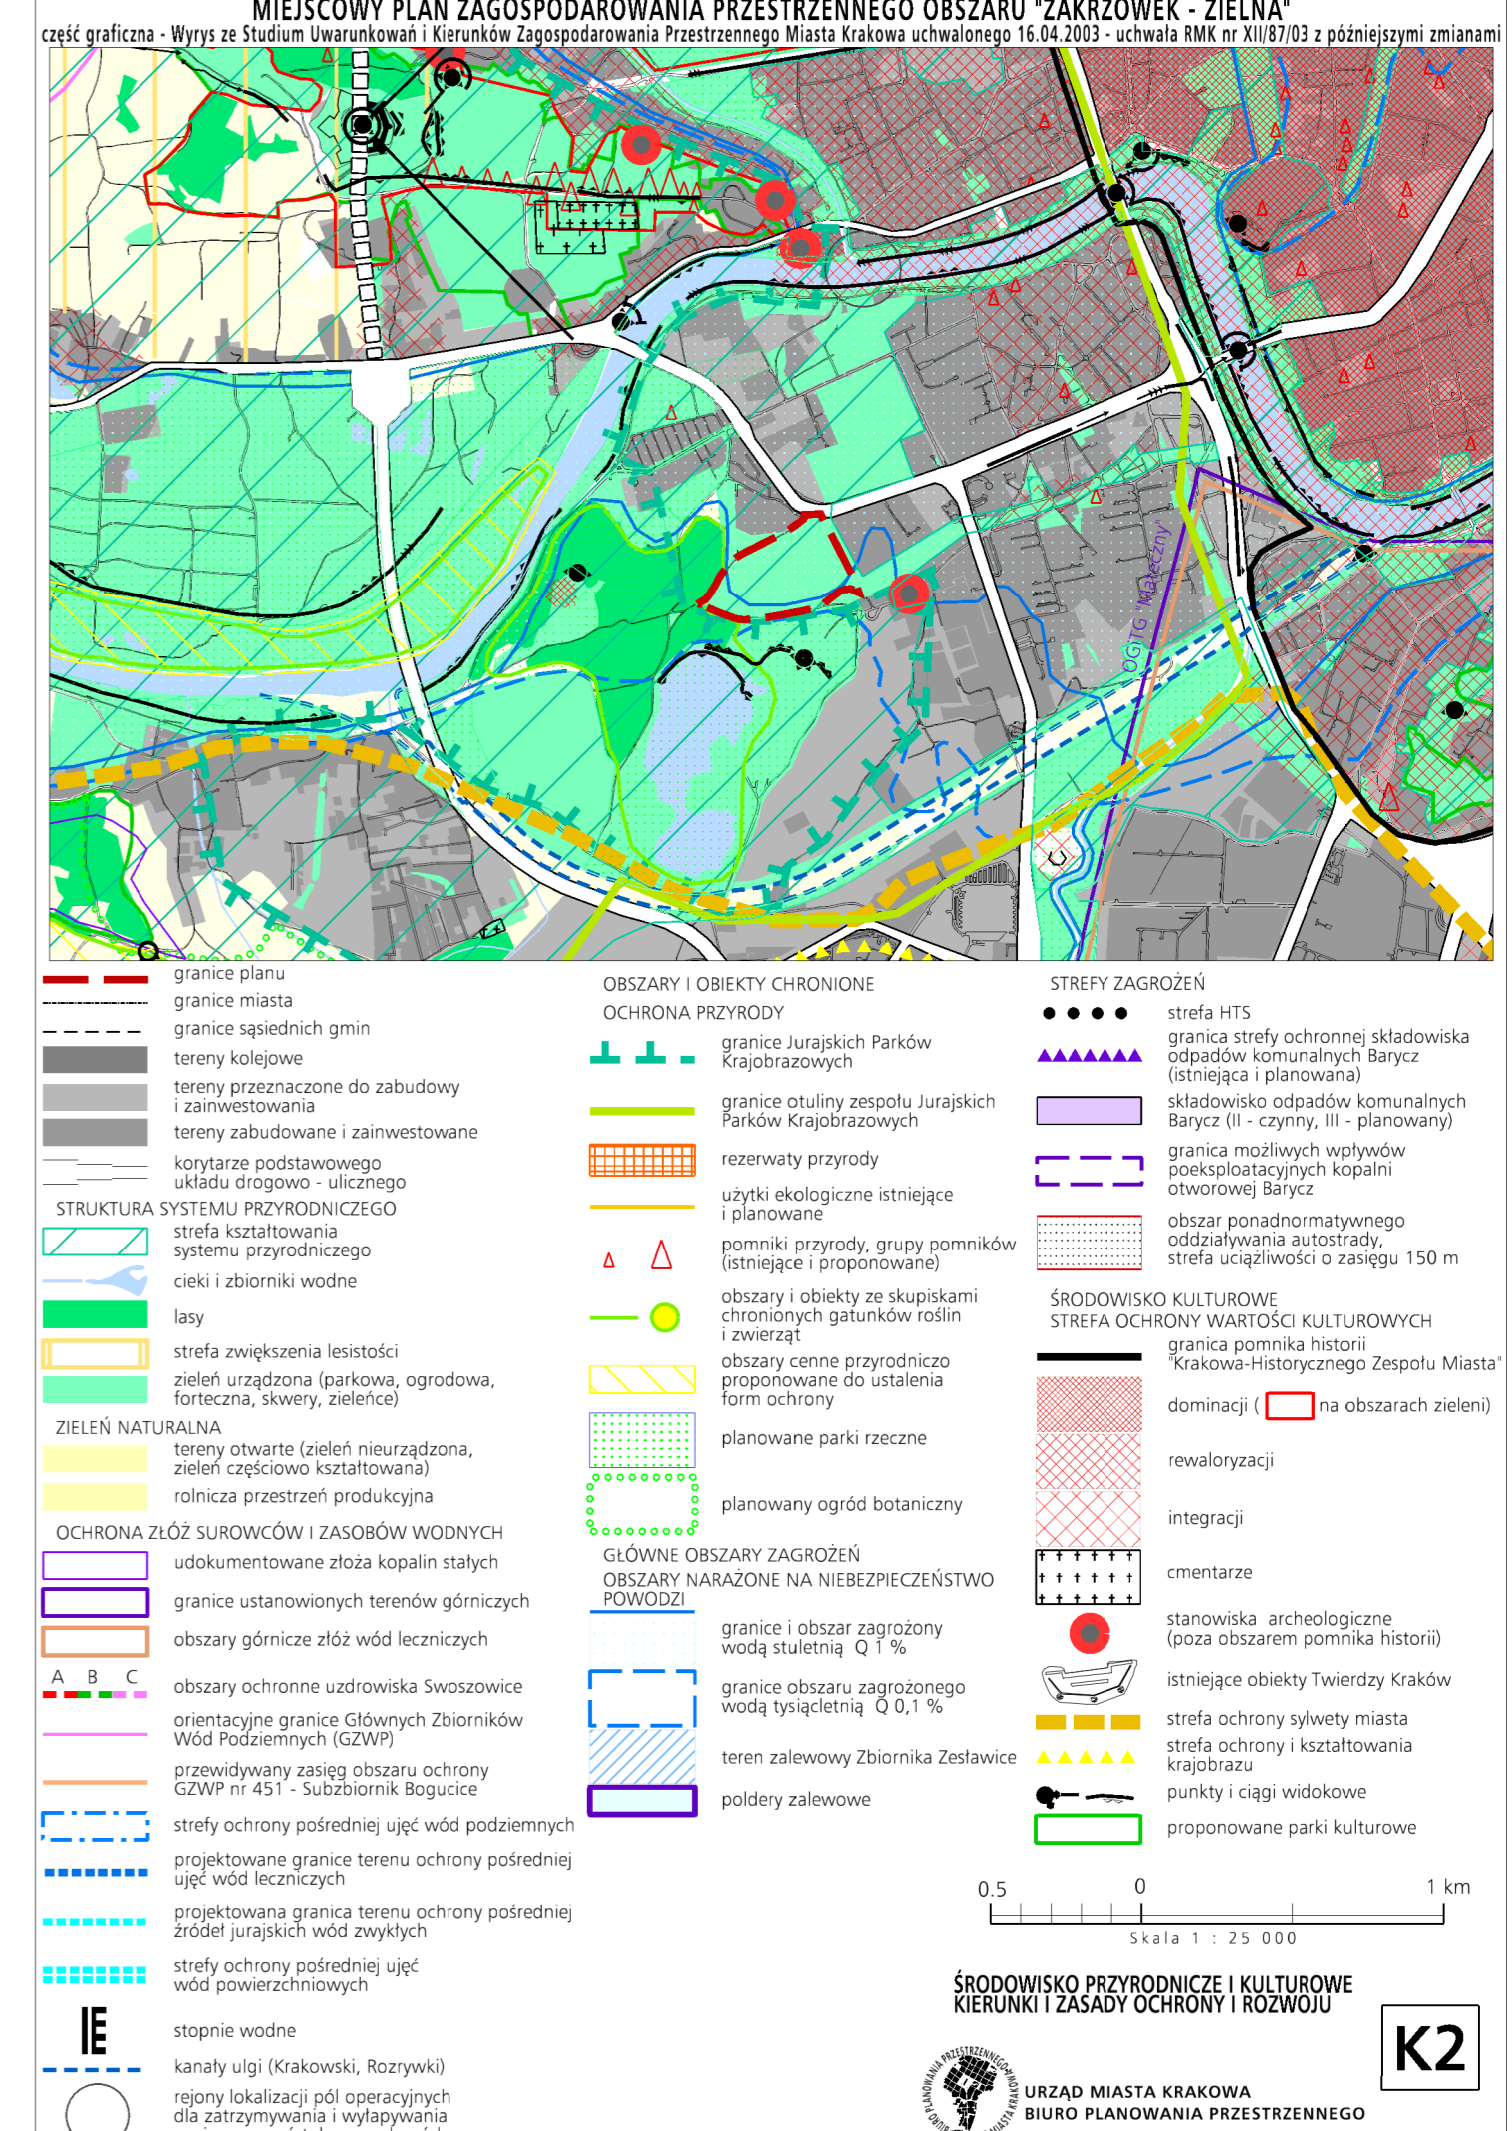 MIEJSCOWY PLAN ZAGOSPODAROWANIA PRZESTRZENNEGO OBSZARU "ZAKRZÓWEK - ZIELNA"
część graficzna - Wyrys ze Studium Uwarunkowań i Kierunków Zagospodarowania Przestrzennego Miasta Krakowa uchwalonego 16.04.2003 - uchwała RMK nr XII/87/03 z późniejszymi zmianami
OGTG "Mateczny"
granice planu
granice miasta
granice sąsiednich gmin
tereny kolejowe
tereny przeznaczone do zabudowy
i zainwestowania
tereny zabudowane i zainwestowane
korytarze podstawowego
układu drogowo - ulicznego
STRUKTURA SYSTEMU PRZYRODNICZEGO
strefa kształtowania
systemu przyrodniczego
cieki i zbiorniki wodne
lasy
strefa zwiększenia lesistości
zieleń urządzona (parkowa, ogrodowa,
forteczna, skwery, zieleńce)
ZIELEŃ NATURALNA
tereny otwarte (zieleń nieurządzona,
zieleń częściowo kształtowana)
rolnicza przestrzeń produkcyjna
OCHRONA ZŁÓŻ SUROWCÓW I ZASOBÓW WODNYCH
udokumentowane złoża kopalin stałych
granice ustanowionych terenów górniczych
obszary górnicze złóż wód leczniczych
A B C
obszary ochronne uzdrowiska Swoszowice
orientacyjne granice Głównych Zbiorników
Wód Podziemnych (GZWP)
przewidywany zasięg obszaru ochrony
GZWP nr 451 - Subzbiornik Bogucice
strefy ochrony pośredniej ujęć wód podziemnych
projektowane granice terenu ochrony pośredniej
ujęć wód leczniczych
projektowana granica terenu ochrony pośredniej
źródeł jurajskich wód zwykłych
strefy ochrony pośredniej ujęć
wód powierzchniowych
stopnie wodne
kanały ulgi (Krakowski, Rozrywki)
rejony lokalizacji pól operacyjnych
dla zatrzymywania i wyłapywania
OBSZARY I OBIEKTY CHRONIONE
OCHRONA PRZYRODY
granice Jurajskich Parków
Krajobrazowych
granice otuliny zespołu Jurajskich
Parków Krajobrazowych
rezerwaty przyrody
użytki ekologiczne istniejące
i planowane
pomniki przyrody, grupy pomników
(istniejące i proponowane)
obszary i obiekty ze skupiskami
chronionych gatunków roślin
i zwierząt
obszary cenne przyrodniczo
proponowane do ustalenia
form ochrony
planowane parki rzeczne
planowany ogród botaniczny
GŁÓWNE OBSZARY ZAGROŻEŃ
OBSZARY NARAŻONE NA NIEBEZPIECZEŃSTWO
POWODZI
granice i obszar zagrożony
wodą stuletnią Q 1 %
granice obszaru zagrożonego
wodą tysiącletnią Q 0,1 %
teren zalewowy Zbiornika Zesławice
poldery zalewowe
STREFY ZAGROŻEŃ
strefa HTS
granica strefy ochronnej składowiska
odpadów komunalnych Barycz
(istniejąca i planowana)
składowisko odpadów komunalnych
Barycz (II - czynny, III - planowany)
granica możliwych wpływów
poeksploatacyjnych kopalni
otworowej Barycz
obszar ponadnormatywnego
oddziaływania autostrady,
strefa uciążliwości o zasięgu 150 m
ŚRODOWISKO KULTUROWE
STREFA OCHRONY WARTOŚCI KULTUROWYCH
granica pomnika historii
"Krakowa-Historycznego Zespołu Miasta"
dominacji ( na obszarach zieleni)
rewaloryzacji
integracji
cmentarze
stanowiska archeologiczne
(poza obszarem pomnika historii)
istniejące obiekty Twierdzy Kraków
strefa ochrony sylwety miasta
strefa ochrony i kształtowania
krajobrazu
punkty i ciągi widokowe
proponowane parki kulturowe
0.5 0 1 km
Skala 1 : 25 000
ŚRODOWISKO PRZYRODNICZE I KULTUROWE
KIERUNKI I ZASADY OCHRONY I ROZWOJU
K2
BIURO PLANOWANIA PRZESTRZENNEGO
MIASTA KRAKOWA
URZĄD MIASTA KRAKOWA
BIURO PLANOWANIA PRZESTRZENNEGO